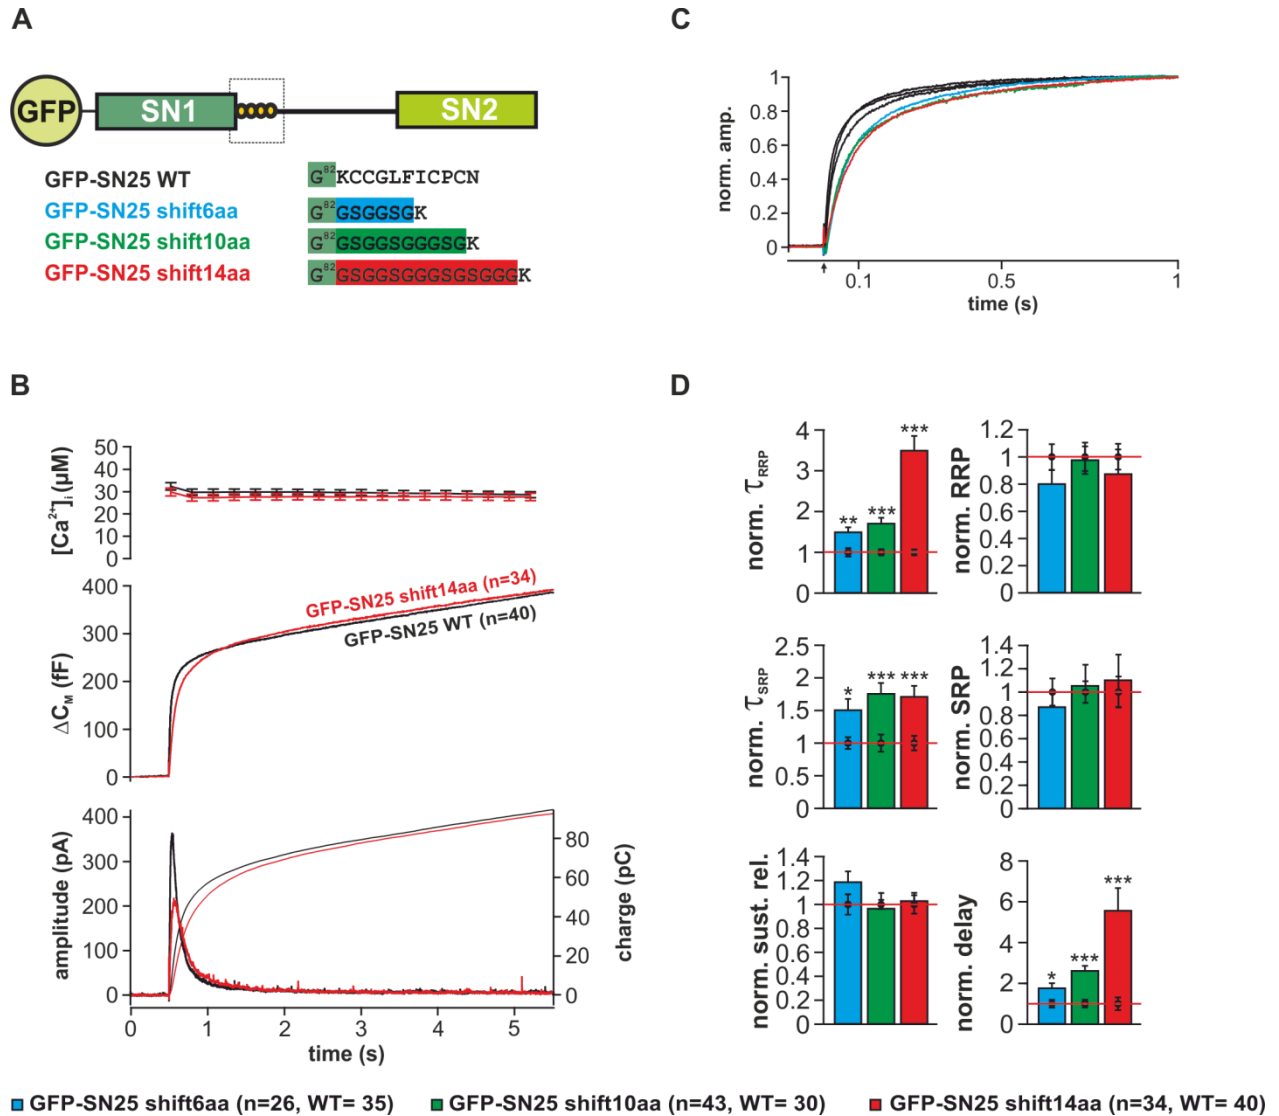 A
GFP SN1 SN2
GFP-SN25 WT G⁸²KCCGLFICPCN
GFP-SN25 shift6aa G⁸²GSGGSGK
GFP-SN25 shift10aa G⁸²GSGGSGGGSGK
GFP-SN25 shift14aa G⁸²GSGGSGGGSGSGGGK
C
norm. amp.
1
0.8
0.6
0.4
0.2
0
0.1 0.5 1
time (s)
B
[Ca²⁺]ᵢ (µM)
50
40
30
20
10
0
ΔC_M (fF)
400
300
200
100
0
GFP-SN25 shift14aa (n=34)
GFP-SN25 WT (n=40)
amplitude (pA)
400
300
200
100
0
charge (pC)
80
60
40
20
0
0 1 2 3 4 5
time (s)
D
norm. τ_RRP
4
3
2
1
0
** *** ***
norm. RRP
1.2
1
0.8
0.6
0.4
0.2
0
norm. τ_SRP
2.5
2
1.5
1
0.5
0
* *** ***
norm. SRP
1.4
1.2
1
0.8
0.6
0.4
0.2
0
norm. sust. rel.
1.4
1.2
1
0.8
0.6
0.4
0.2
0
norm. delay
8
6
4
2
0
* *** ***
GFP-SN25 shift6aa (n=26, WT= 35) GFP-SN25 shift10aa (n=43, WT= 30) GFP-SN25 shift14aa (n=34, WT= 40)